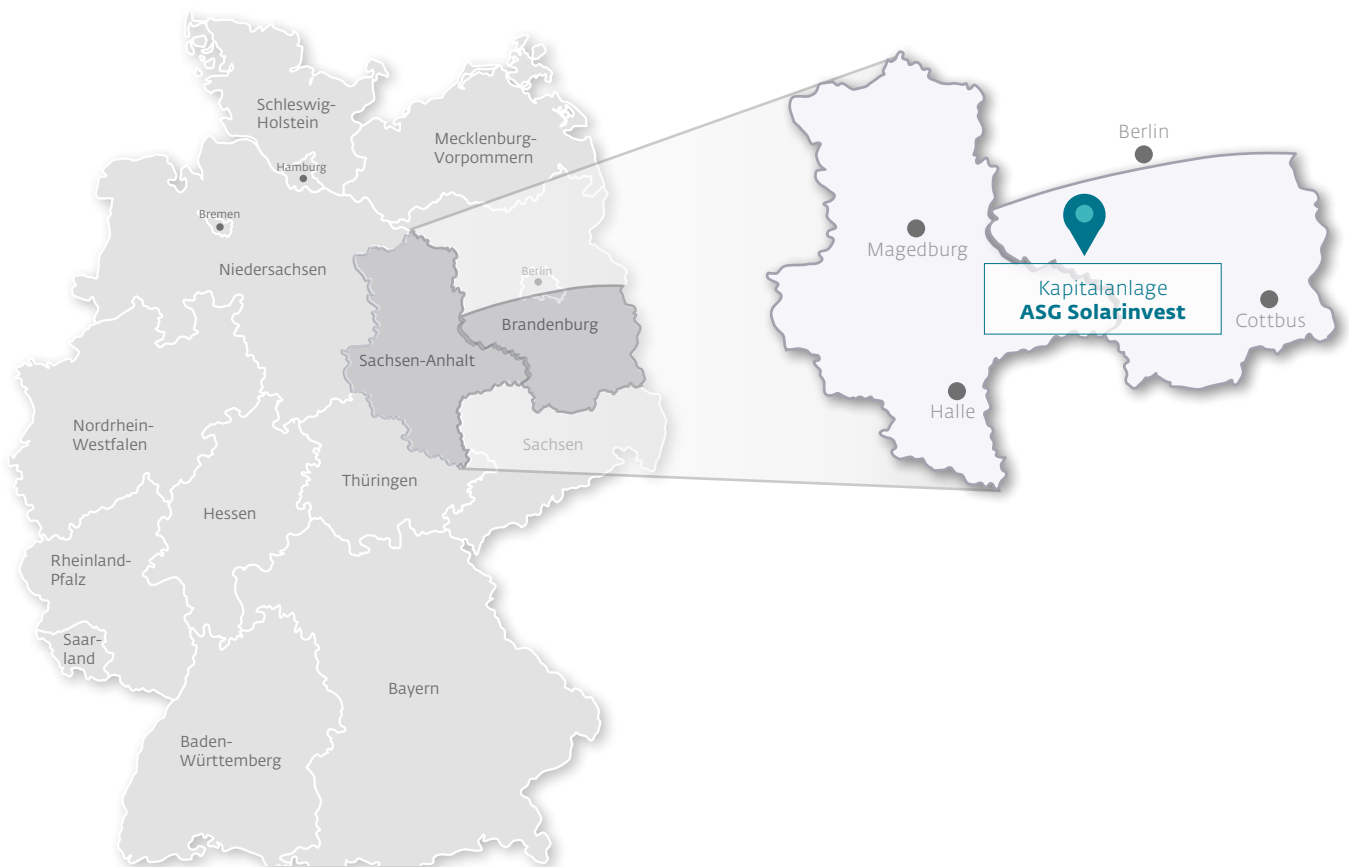 Schleswig-
Holstein
Mecklenburg-
Vorpommern
Hamburg
Bremen
Niedersachsen
Berlin
Brandenburg
Sachsen-Anhalt
Nordrhein-
Westfalen
Sachsen
Thüringen
Hessen
Rheinland-
Pfalz
Saar-
land
Bayern
Baden-
Württemberg
Berlin
Magedburg
Kapitalanlage
ASG Solarinvest
Cottbus
Halle